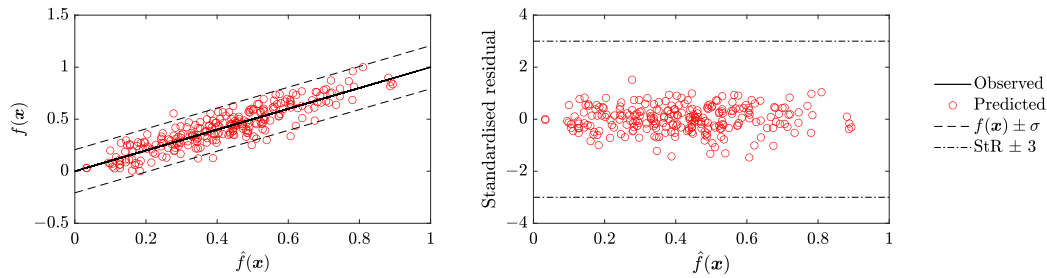 1.5
1
0.5
0
−0.5
f(x)
0 0.2 0.4 0.6 0.8 1
f̂(x)
4
2
0
−2
−4
Standardised residual
0 0.2 0.4 0.6 0.8 1
f̂(x)
Observed
Predicted
f(x) ± σ
StR ± 3